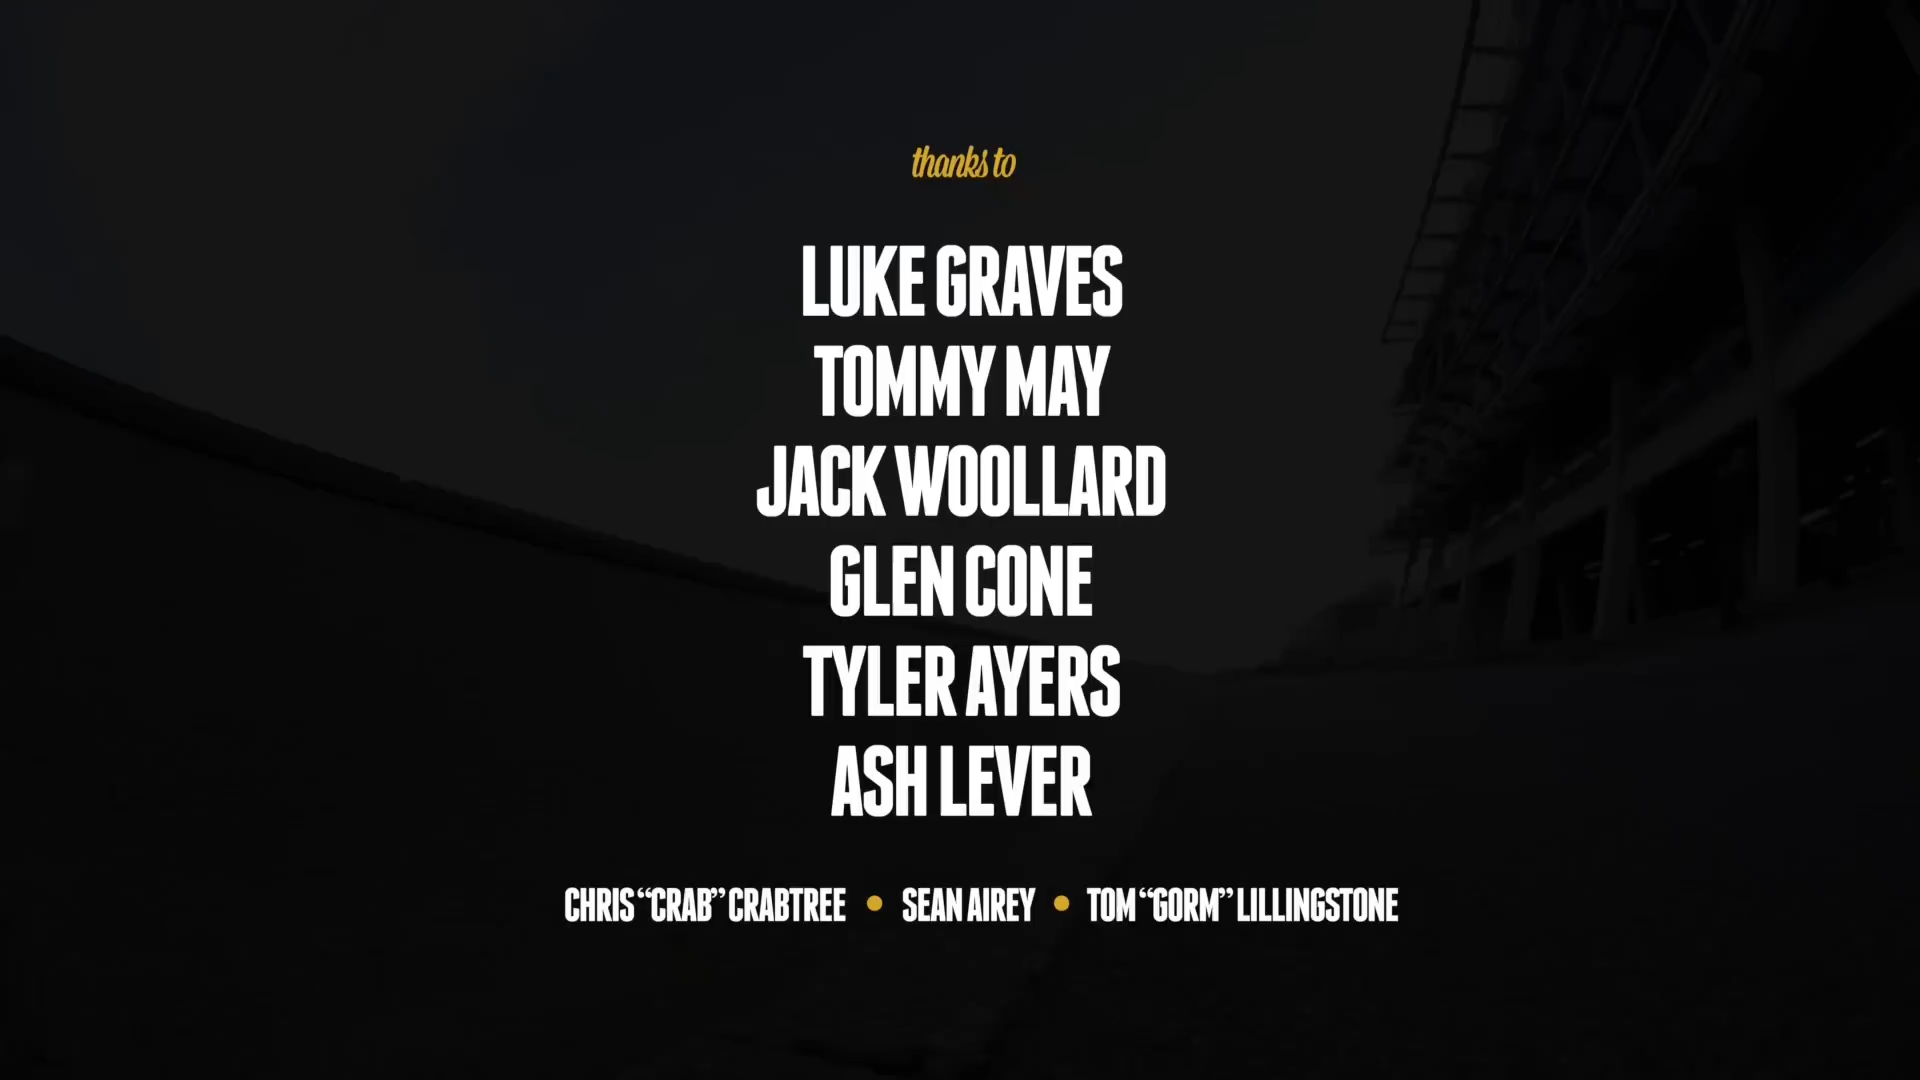 thanks to
LUKE GRAVES
TOMMY MAY
JACK WOOLLARD
GLEN CONE
TYLER AYERS
ASH LEVER
CHRIS “CRAB” CRABTREE • SEAN AIREY • TOM “GORM” LILLINGSTONE